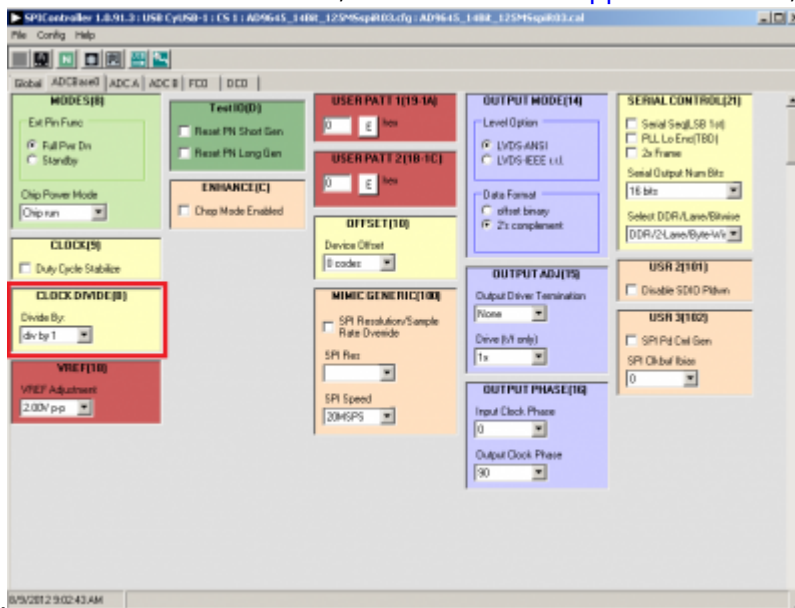 SPIController 1.0.91.3 : USB CyUSB-1 : CS 1 : AD9645_14Bit_125MSspiR03.cfg : AD9645_14Bit_125MSspiR03.cal
File Config Help
Global ADCBase0 ADC A ADC B FCO DCO
MODES(8)
Ext Pin Func
Full Pwr Dn
Standby
Chip Power Mode
Chip run
CLOCK(9)
Duty Cycle Stabilize
CLOCK DIVIDE(B)
Divide By:
div by 1
VREF(18)
VREF Adjustment
2.00V p-p
Test IO(D)
Reset PN Short Gen
Reset PN Long Gen
ENHANCE(C)
Chop Mode Enabled
USER PATT 1(19-1A)
0 E hex
USER PATT 2(1B-1C)
0 E hex
OFFSET(10)
Device Offset
0 codes
MIMIC GENERIC(100)
SPI Resolution/Sample
Rate Override
SPI Res
SPI Speed
20MSPS
OUTPUT MODE(14)
Level Option
LVDS-ANSI
LVDS-IEEE r.r.l.
Data Format
offset binary
2's complement
OUTPUT ADJ(15)
Output Driver Termination
None
Drive
1x
OUTPUT PHASE(16)
Input Clock Phase
0
Output Clock Phase
90
SERIAL CONTROL(21)
Serial Seq(LSB 1st)
PLL Lo Enc(TBD)
2x Frame
Serial Output Num Bits
16 bits
Select DDR/Lane/Bitwise
DDR/2-Lane/Byte-Wis
USR 2(101)
Disable SDIO Pldwn
USR 3(102)
SPI Pd Cml Gen
SPI Clkbuf Ibias
0
8/9/2012 9:02:43 AM